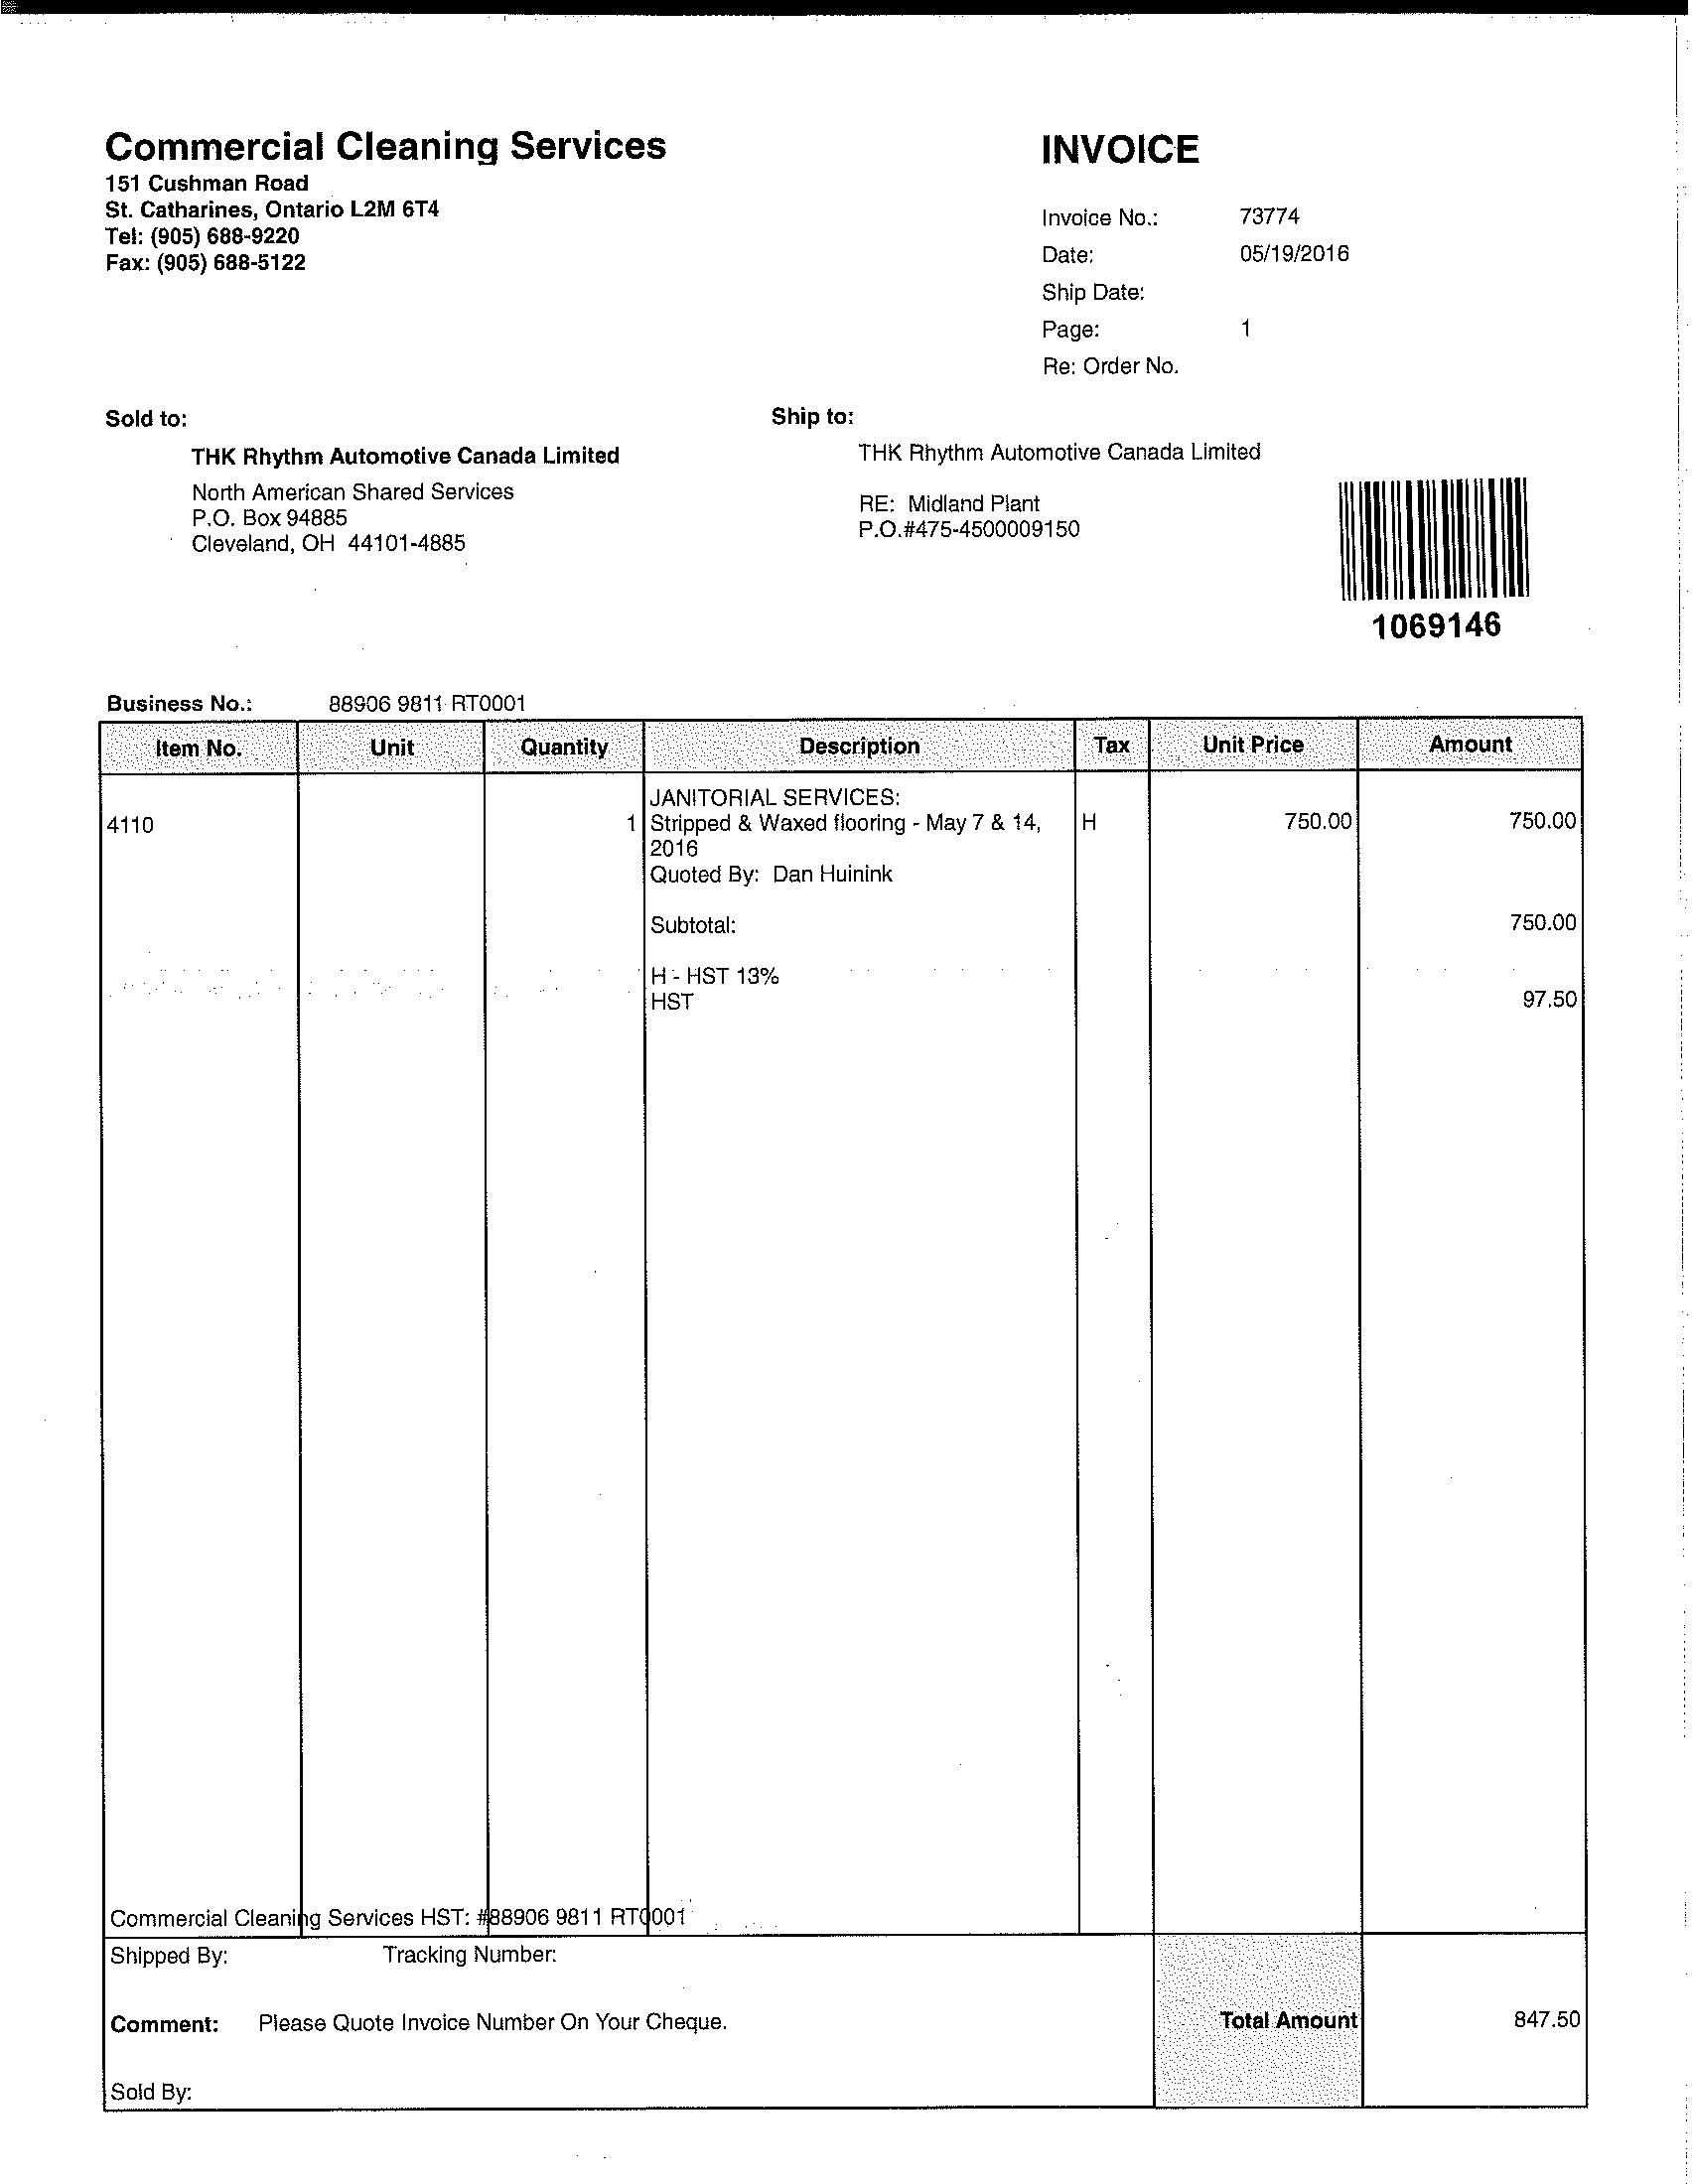 Commercial Cleaning Services
151 Cushman Road
St. Catharines, Ontario L2M 6T4
Tel: (905) 688-9220
Fax: (905) 688-5122
INVOICE
Invoice No.: 73774
Date: 05/19/2016
Ship Date:
Page: 1
Re: Order No.
Sold to:
THK Rhythm Automotive Canada Limited
North American Shared Services
P.O. Box 94885
Cleveland, OH 44101-4885
Ship to:
THK Rhythm Automotive Canada Limited
RE: Midland Plant
P.O.#475-4500009150
1069146
Business No.: 88906 9811 RT0001
Item No. Unit Quantity Description Tax Unit Price Amount
JANITORIAL SERVICES:
4110 1 Stripped & Waxed flooring - May 7 & 14, H 750.00 750.00
2016
Quoted By: Dan Huinink
Subtotal: 750.00
H - HST 13%
HST 97.50
Commercial Cleaning Services HST: #88906 9811 RT0001
Shipped By: Tracking Number:
Comment: Please Quote Invoice Number On Your Cheque.
Total Amount 847.50
Sold By: